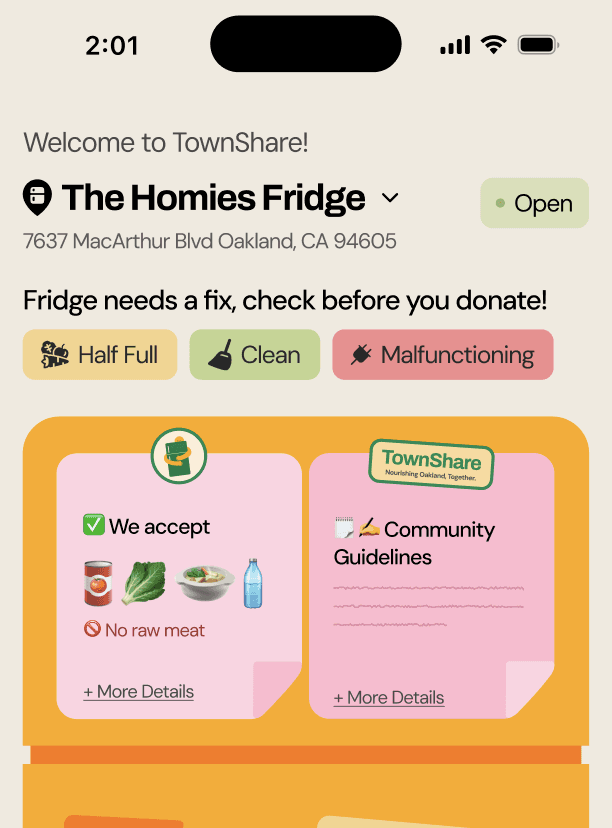 2:01
Welcome to TownShare!
The Homies Fridge
Open
7637 MacArthur Blvd Oakland, CA 94605
Fridge needs a fix, check before you donate!
Half Full
Clean
Malfunctioning
TownShare
Nourishing Oakland, Together.
We accept
No raw meat
+ More Details
Community
Guidelines
+ More Details